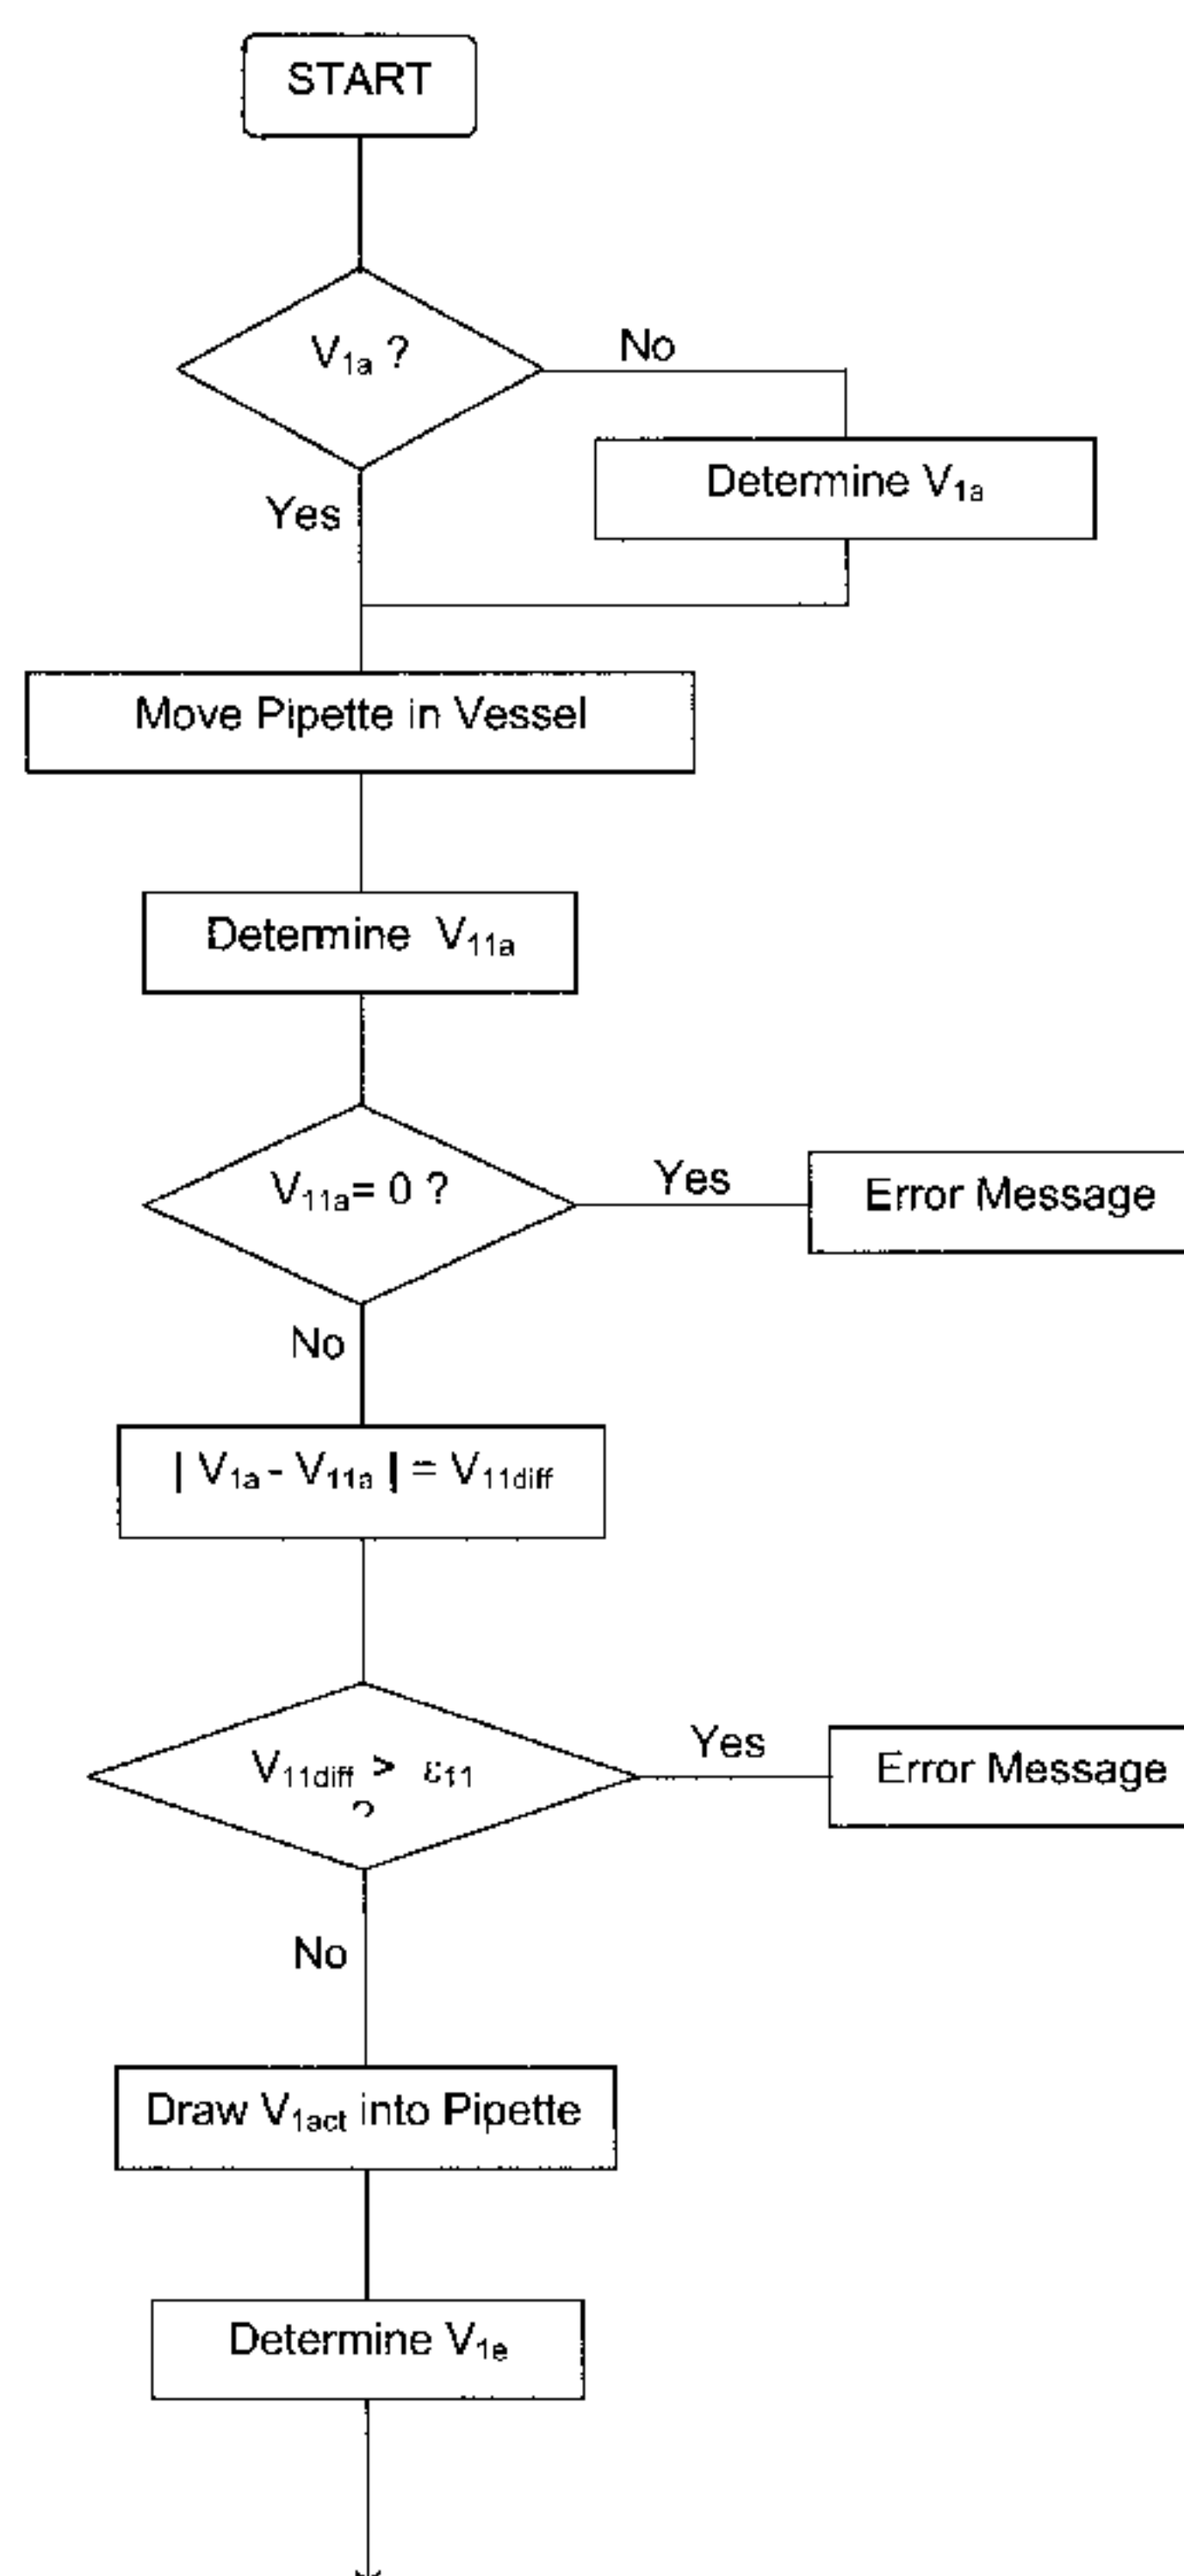 START
V₁ₐ ?
No
Determine V₁ₐ
Yes
Move Pipette in Vessel
Determine V₁₁ₐ
V₁₁ₐ= 0 ?
Yes
Error Message
No
| V₁ₐ - V₁₁ₐ | = V₁₁diff
V₁₁diff > ε₁₁
?
Yes
Error Message
No
Draw V₁act into Pipette
Determine V₁ₑ